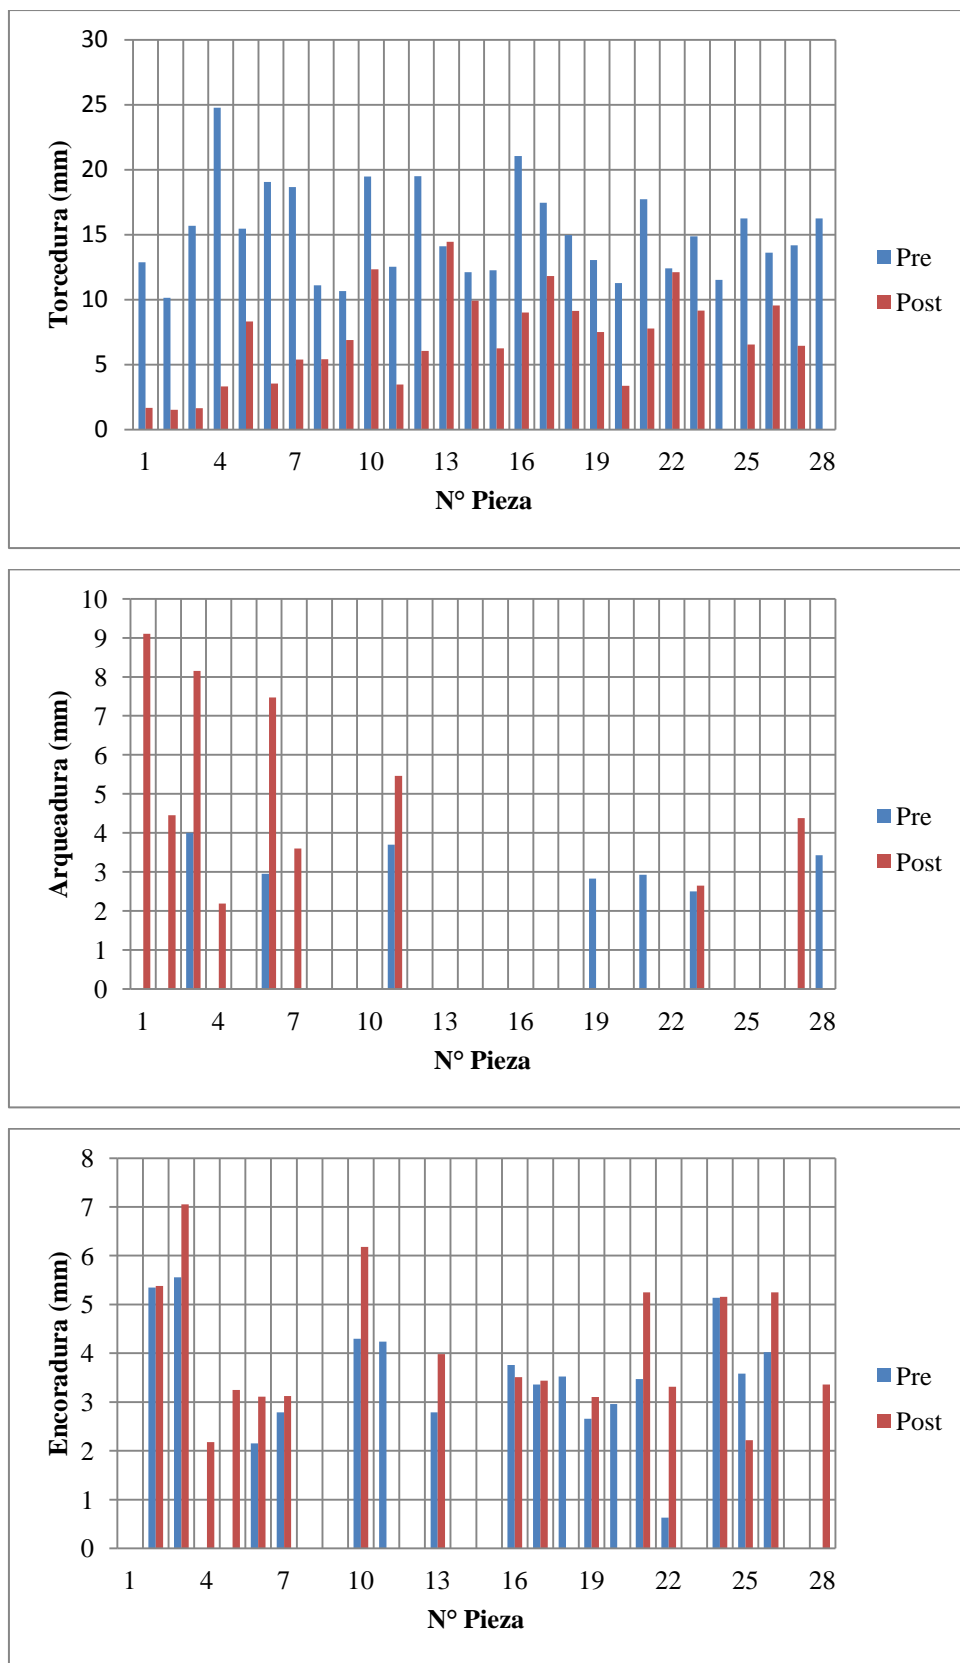 30
25
20
15
10
5
0
Torcedura (mm)
1 4 7 10 13 16 19 22 25 28
N° Pieza
Pre
Post
10
9
8
7
6
5
4
3
2
1
0
Arqueadura (mm)
1 4 7 10 13 16 19 22 25 28
N° Pieza
Pre
Post
8
7
6
5
4
3
2
1
0
Encoradura (mm)
1 4 7 10 13 16 19 22 25 28
N° Pieza
Pre
Post